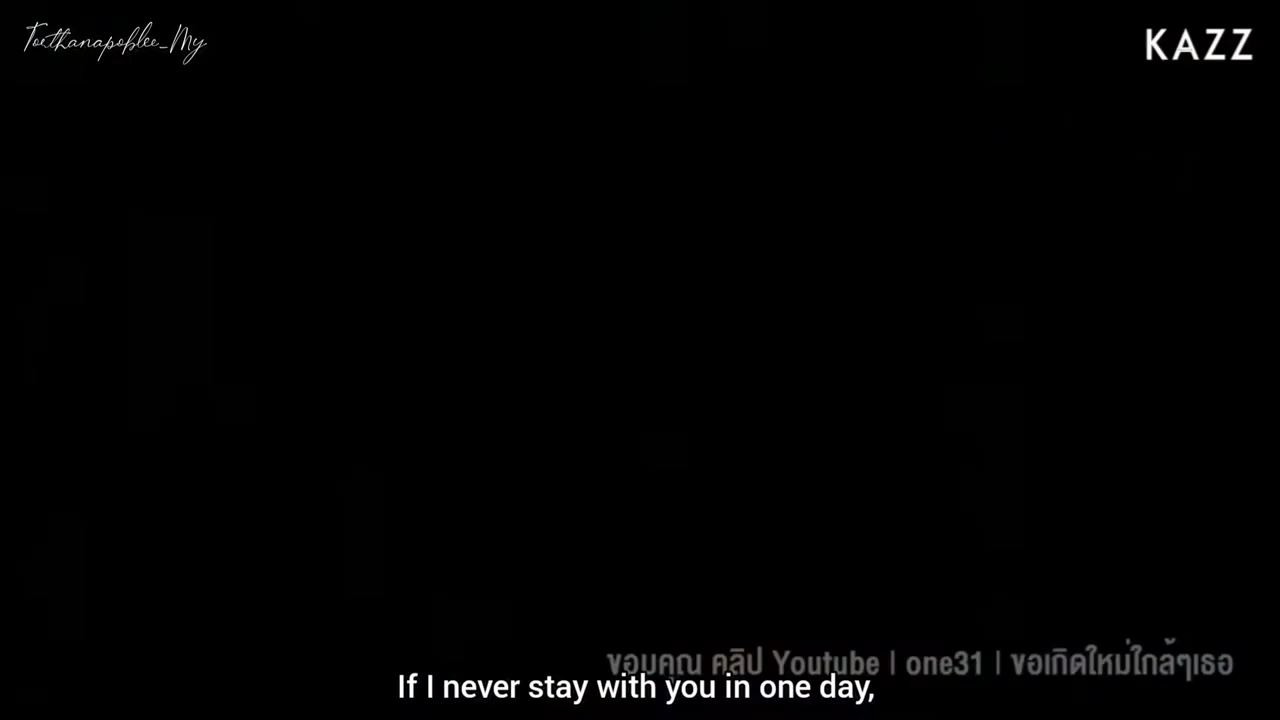 Toethanapoblee_My
KAZZ
ขอบคุณ คลิป Youtube | one31 | ขอเกิดใหม่ใกล้ๆเธอ
If I never stay with you in one day,